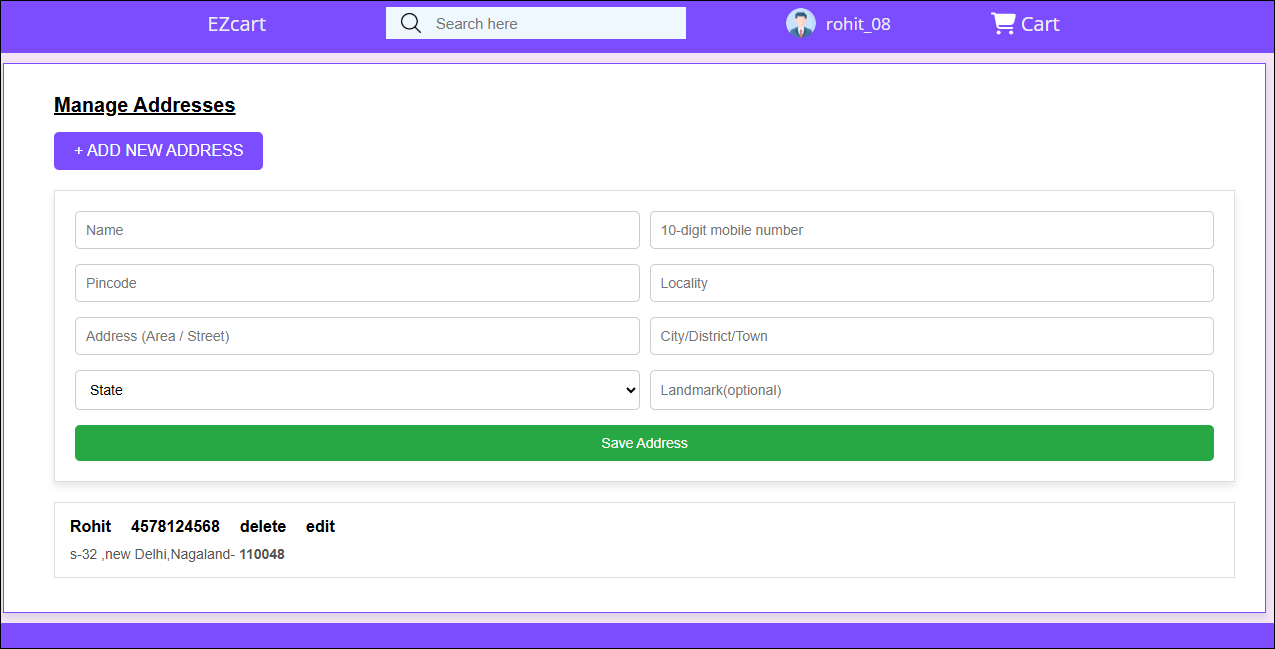 EZcart Search here rohit_08 Cart
Manage Addresses
+ ADD NEW ADDRESS
Name 10-digit mobile number
Pincode Locality
Address (Area / Street) City/District/Town
State Landmark(optional)
Save Address
Rohit 4578124568 delete edit
s-32 ,new Delhi,Nagaland- 110048